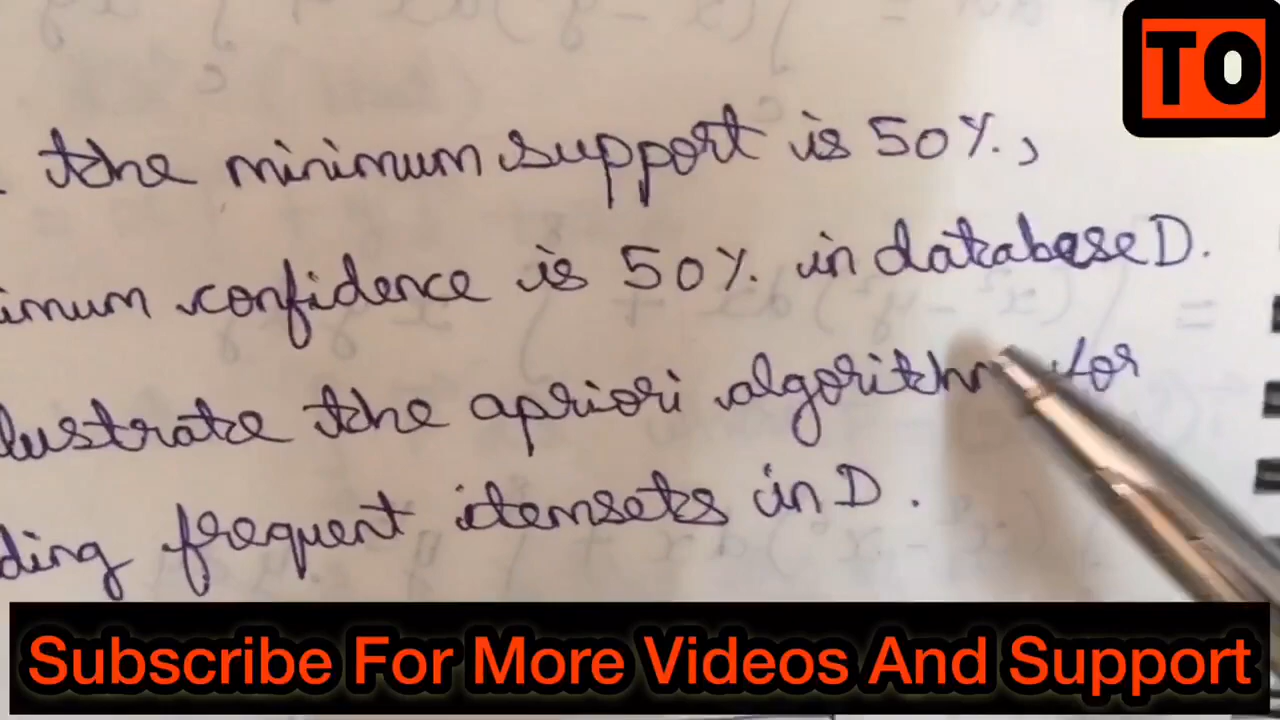 TO
the minimum support is 50%,
imum confidence is 50% in database D.
lustrate the apriori algorithm for
ding frequent itemsets in D.
Subscribe For More Videos And Support